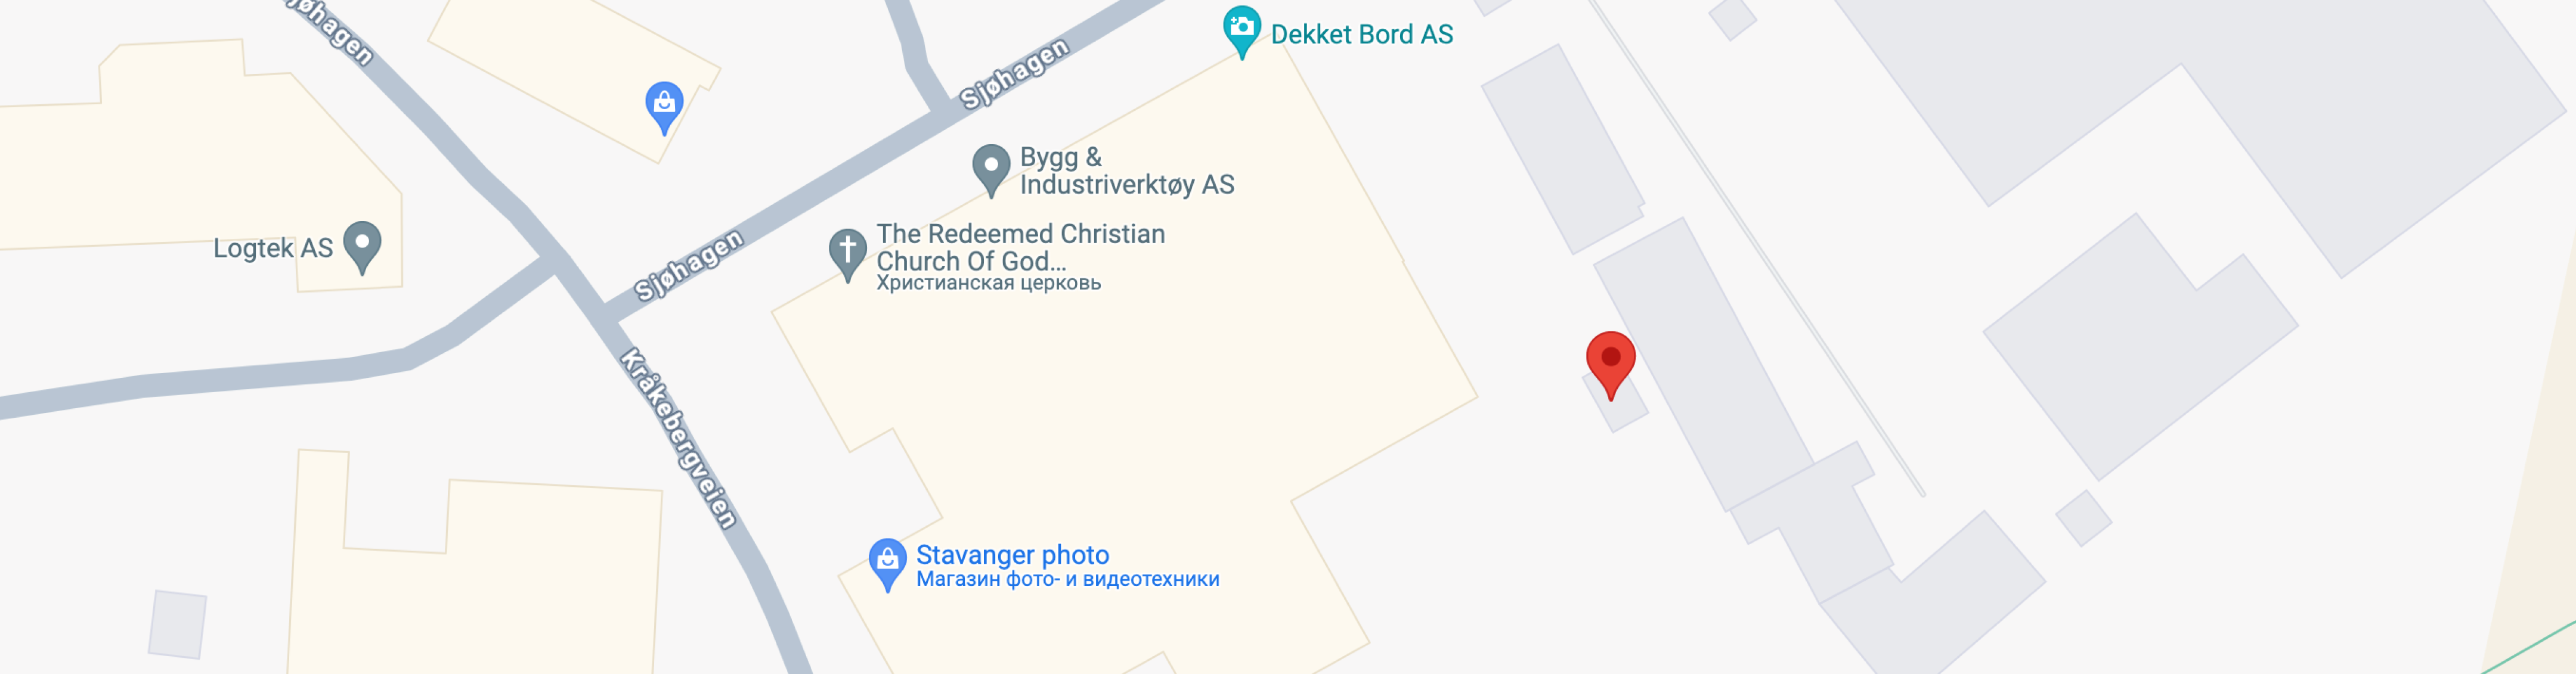 jøhagen
Dekket Bord AS
Sjøhagen
Bygg &
Industriverktøy AS
The Redeemed Christian
Church Of God...
Христианская церковь
Logtek AS
Sjøhagen
Kråkebergveien
Stavanger photo
Магазин фото- и видеотехники